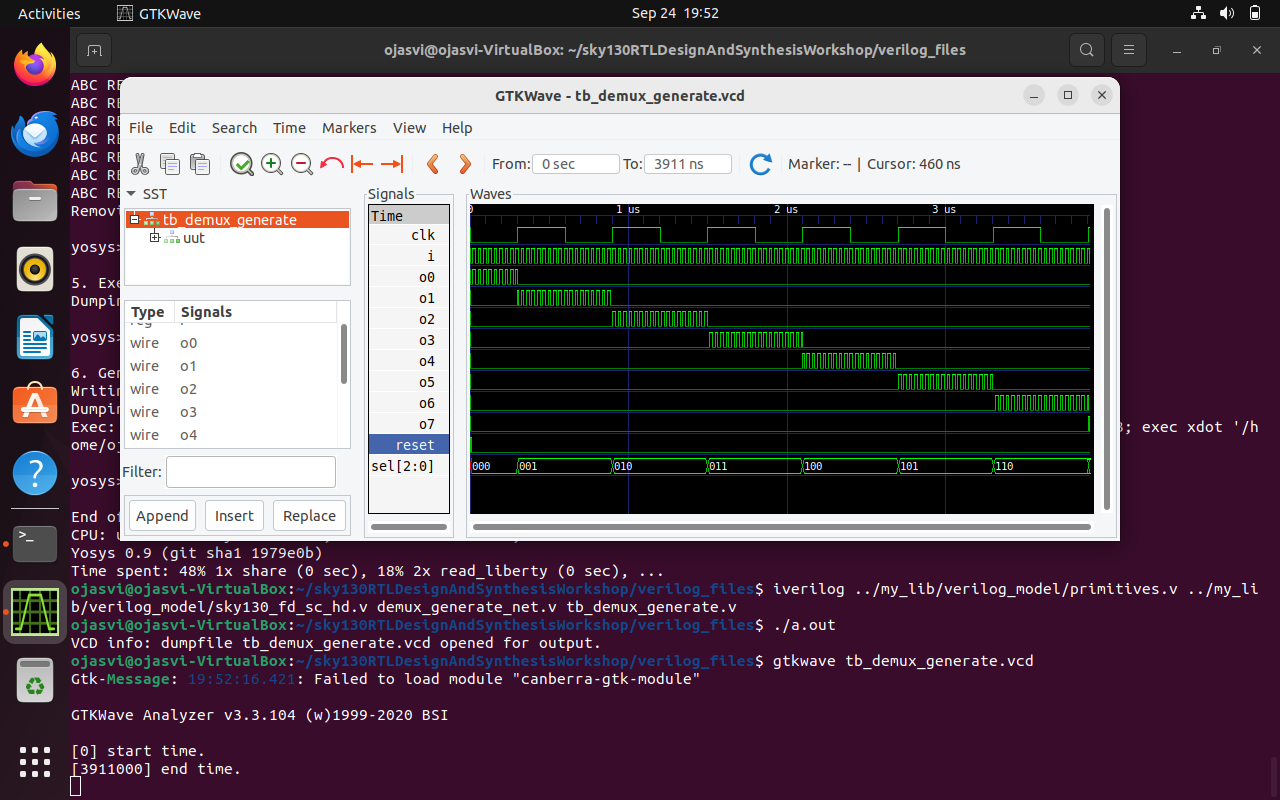 Activities
GTKWave
Sep 24 19:52
ojasvi@ojasvi-VirtualBox: ~/sky130RTLDesignAndSynthesisWorkshop/verilog_files
ABC RE
ABC RE
ABC RE
ABC RE
ABC RE
ABC RE
ABC RE
Removi
yosys>
5. Exe
Dumpin
yosys>
6. Gen
Writin
Dumpin
Exec:
; exec xdot '/h
ome/oj
yosys>
End of
CPU: u
GTKWave - tb_demux_generate.vcd
File Edit Search Time Markers View Help
From: 0 sec To: 3911 ns Marker: -- | Cursor: 460 ns
SST
tb_demux_generate
uut
Type Signals
wire o0
wire o1
wire o2
wire o3
wire o4
Filter:
Append Insert Replace
Signals
Time
clk
i
o0
o1
o2
o3
o4
o5
o6
o7
reset
sel[2:0]
Waves
0 1 us 2 us 3 us
000 001 010 011 100 101 110
Yosys 0.9 (git sha1 1979e0b)
Time spent: 48% 1x share (0 sec), 18% 2x read_liberty (0 sec), ...
ojasvi@ojasvi-VirtualBox:~/sky130RTLDesignAndSynthesisWorkshop/verilog_files$ iverilog ../my_lib/verilog_model/primitives.v ../my_li
b/verilog_model/sky130_fd_sc_hd.v demux_generate_net.v tb_demux_generate.v
ojasvi@ojasvi-VirtualBox:~/sky130RTLDesignAndSynthesisWorkshop/verilog_files$ ./a.out
VCD info: dumpfile tb_demux_generate.vcd opened for output.
ojasvi@ojasvi-VirtualBox:~/sky130RTLDesignAndSynthesisWorkshop/verilog_files$ gtkwave tb_demux_generate.vcd
Gtk-Message: 19:52:16.421: Failed to load module "canberra-gtk-module"
GTKWave Analyzer v3.3.104 (w)1999-2020 BSI
[0] start time.
[3911000] end time.